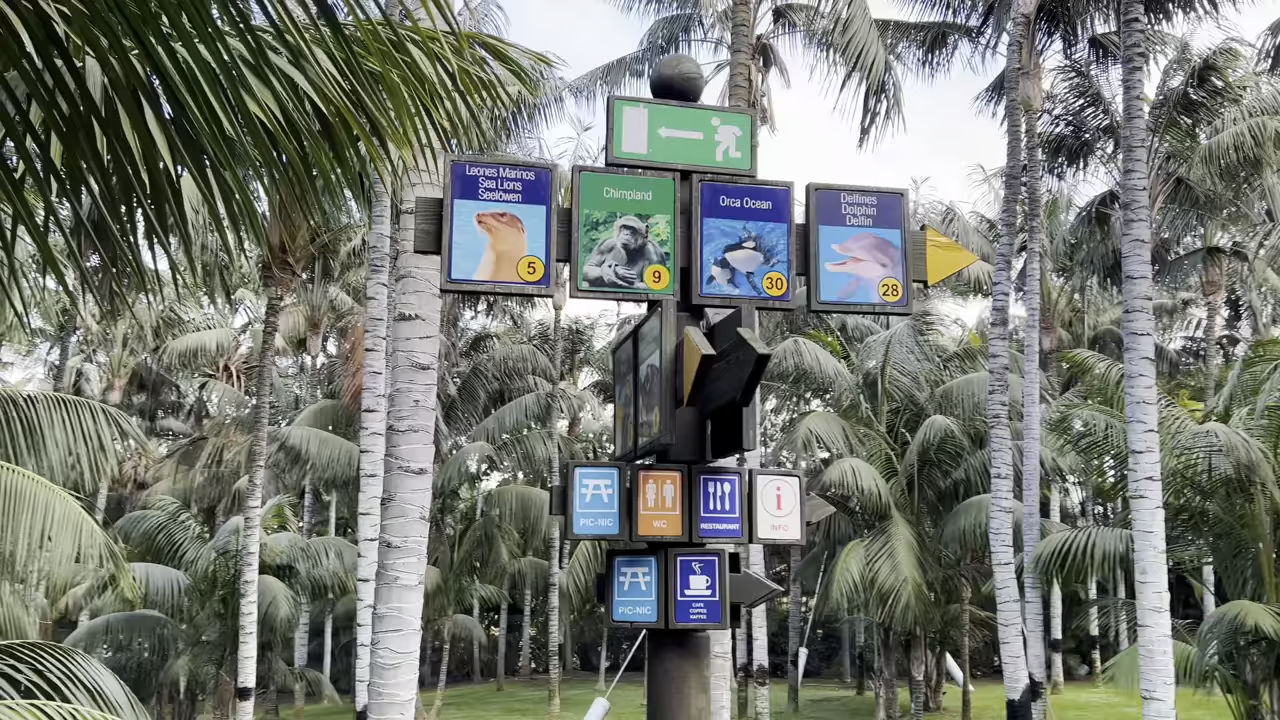 Leones Marinos
Sea Lions
Seelöwen
5
Chimpland
9
Orca Ocean
30
Delfines
Dolphin
Delfin
28
PIC-NIC
WC
RESTAURANT
i
INFO
PIC-NIC
CAFE
COFFEE
KAFFEE